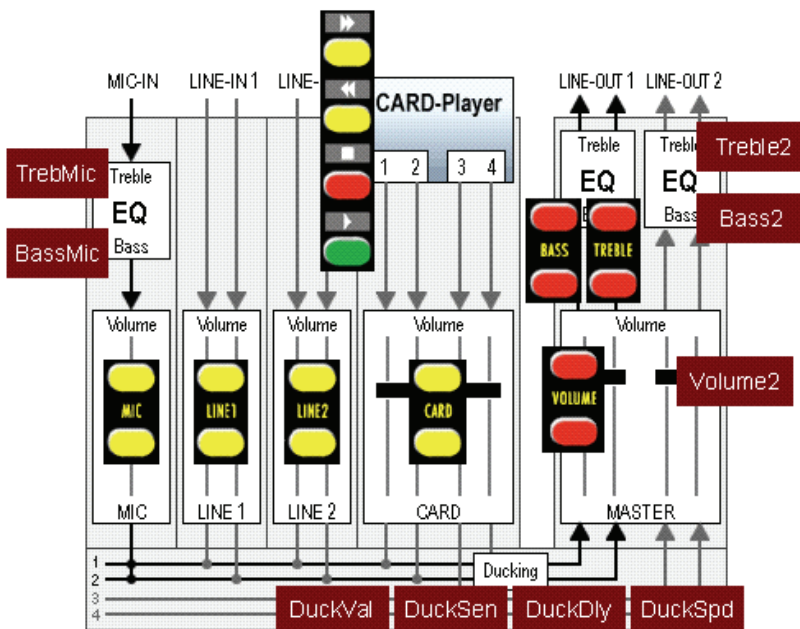 MIC-IN
LINE-IN 1
LINE-
CARD-Player
LINE-OUT 1
LINE-OUT 2
1
2
3
4
TrebMic
Treble
EQ
Bass
BassMic
Treble
EQ
B
Treble
EQ
Bass
Treble2
Bass2
BASS
TREBLE
Volume
Volume
Volume
Volume
Volume
MIC
LINE1
LINE2
CARD
VOLUME
Volume2
MIC
LINE 1
LINE 2
CARD
MASTER
1
2
3
4
Ducking
DuckVal
DuckSen
DuckDly
DuckSpd